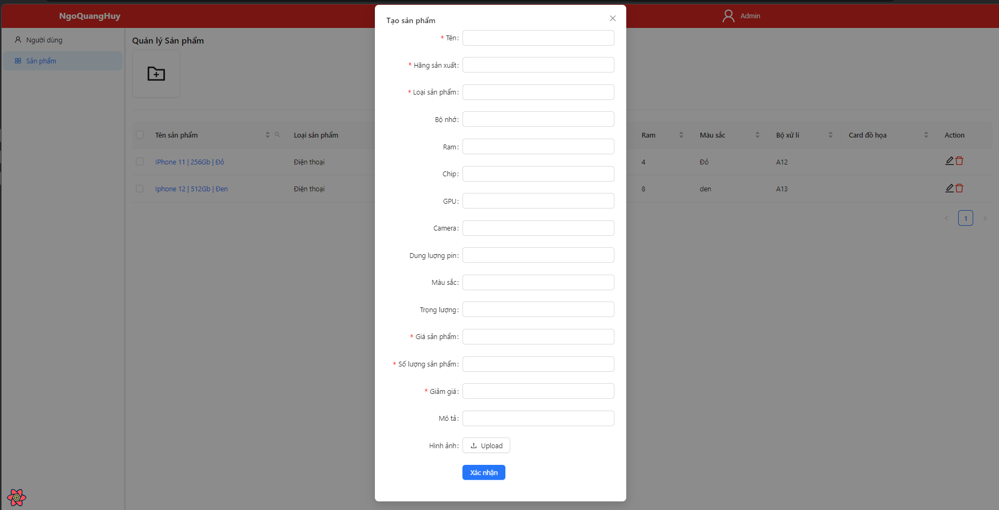 NgoQuangHuy
Admin
Người dùng
Sản phẩm
Quản lý Sản phẩm
Tên sản phẩm Loại sản phẩm Ram Màu sắc Bộ xử lí Card đồ họa Action
IPhone 11 | 256Gb | Đỏ Điện thoại 4 Đỏ A12
Iphone 12 | 512Gb | Đen Điện thoại 8 den A13
1
Tạo sản phẩm
* Tên:
* Hãng sản xuất:
* Loại sản phẩm:
Bộ nhớ:
Ram:
Chip:
GPU:
Camera:
Dung lượng pin:
Màu sắc:
Trọng lượng:
* Giá sản phẩm:
* Số lượng sản phẩm:
* Giảm giá:
Mô tả:
Hình ảnh:
Upload
Xác nhận